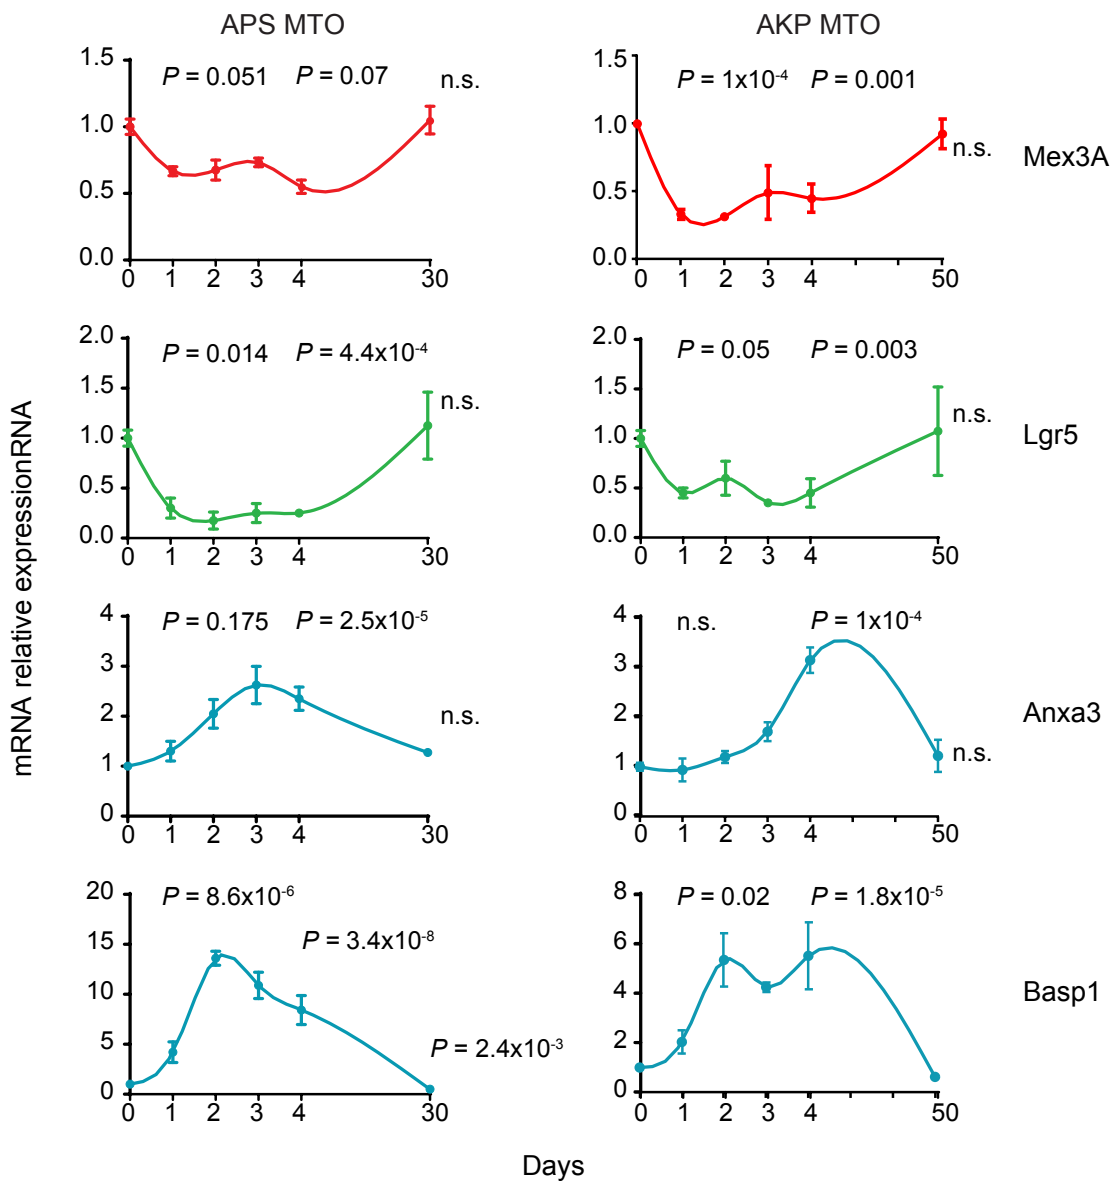 APS MTO
AKP MTO
mRNA relative expressionRNA
1.5
1.0
0.5
0.0
P = 0.051 P = 0.07
n.s.
0 1 2 3 4 30
1.5
1.0
0.5
0.0
P = 1x10⁻⁴ P = 0.001
n.s.
0 1 2 3 4 50
Mex3A
2.0
1.5
1.0
0.5
0.0
P = 0.014 P = 4.4x10⁻⁴
n.s.
0 1 2 3 4 30
2.0
1.5
1.0
0.5
0.0
P = 0.05 P = 0.003
n.s.
0 1 2 3 4 50
Lgr5
4
3
2
1
0
P = 0.175 P = 2.5x10⁻⁵
n.s.
0 1 2 3 4 30
4
3
2
1
0
n.s. P = 1x10⁻⁴
n.s.
0 1 2 3 4 50
Anxa3
20
15
10
5
0
P = 8.6x10⁻⁶
P = 3.4x10⁻⁸
P = 2.4x10⁻³
0 1 2 3 4 30
8
6
4
2
0
P = 0.02 P = 1.8x10⁻⁵
0 1 2 3 4 50
Basp1
Days